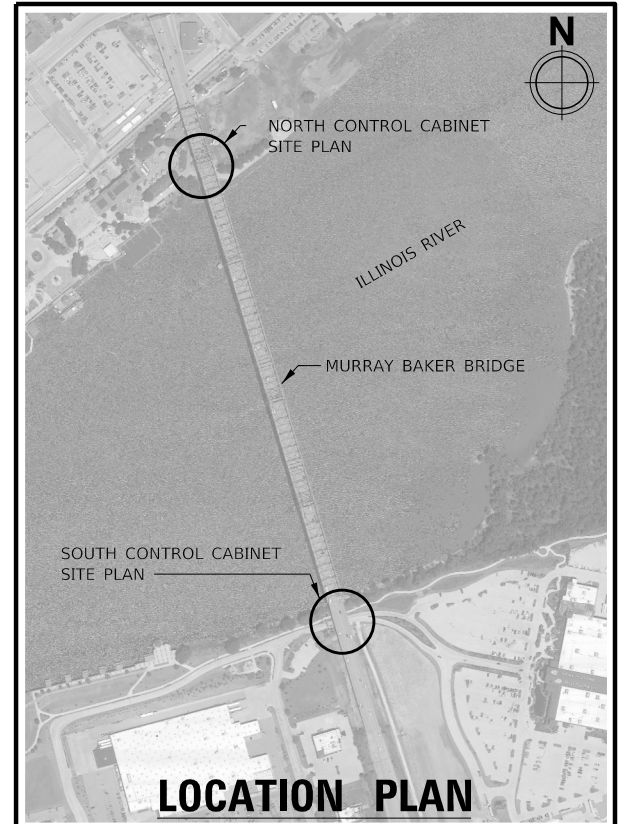 N
NORTH CONTROL CABINET
SITE PLAN
ILLINOIS RIVER
MURRAY BAKER BRIDGE
SOUTH CONTROL CABINET
SITE PLAN
LOCATION PLAN